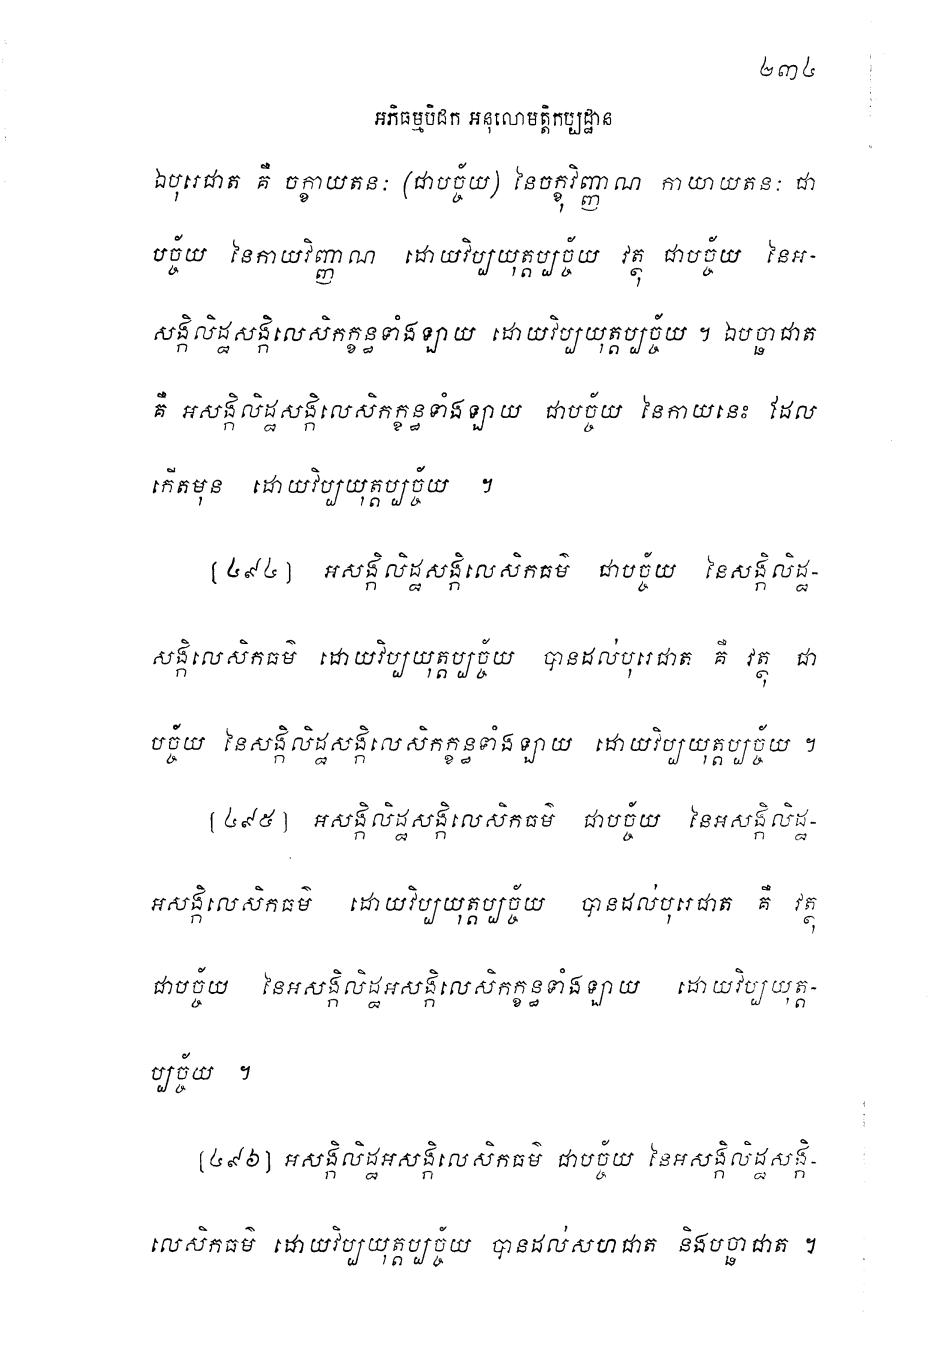 ២៣៤
អភិធម្មបិដក អនុលោមត្តិកប្បដ្ឋាន
ឯបុរេជាត គឺ ចក្ខាយតនៈ (ជាបច្ច័យ) នៃចក្ខុវិញ្ញាណ កាយាយតនៈ ជា
បច្ច័យ នៃកាយវិញ្ញាណ ដោយវិប្បយុត្តប្បច្ច័យ វត្ថុ ជាបច្ច័យ នៃអ-
សង្កិលិដ្ឋសង្កិលេសិកក្ខន្ធទាំងឡាយ ដោយវិប្បយុត្តប្បច្ច័យ ។ ឯបច្ឆាជាត
គឺ អសង្កិលិដ្ឋសង្កិលេសិកក្ខន្ធទាំងឡាយ ជាបច្ច័យ នៃកាយនេះ ដែល
កើតមុន ដោយវិប្បយុត្តប្បច្ច័យ ។
[៤៩៤] អសង្កិលិដ្ឋសង្កិលេសិកធម៌ ជាបច្ច័យ នៃសង្កិលិដ្ឋ-
សង្កិលេសិកធម៌ ដោយវិប្បយុត្តប្បច្ច័យ បានដល់បុរេជាត គឺ វត្ថុ ជា
បច្ច័យ នៃសង្កិលិដ្ឋសង្កិលេសិកក្ខន្ធទាំងឡាយ ដោយវិប្បយុត្តប្បច្ច័យ ។
[៤៩៥] អសង្កិលិដ្ឋសង្កិលេសិកធម៌ ជាបច្ច័យ នៃអសង្កិលិដ្ឋ-
អសង្កិលេសិកធម៌ ដោយវិប្បយុត្តប្បច្ច័យ បានដល់បុរេជាត គឺ វត្ថុ
ជាបច្ច័យ នៃអសង្កិលិដ្ឋអសង្កិលេសិកក្ខន្ធទាំងឡាយ ដោយវិប្បយុត្ត-
ប្បច្ច័យ ។
[៤៩៦] អសង្កិលិដ្ឋអសង្កិលេសិកធម៌ ជាបច្ច័យ នៃអសង្កិលិដ្ឋសង្កិ-
លេសិកធម៌ ដោយវិប្បយុត្តប្បច្ច័យ បានដល់សហជាត និងបច្ឆាជាត ។